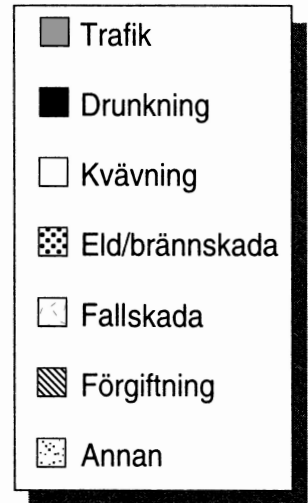 Trafik
Drunkning
Kvävning
Eld/brännskada
Fallskada
Förgiftning
Annan